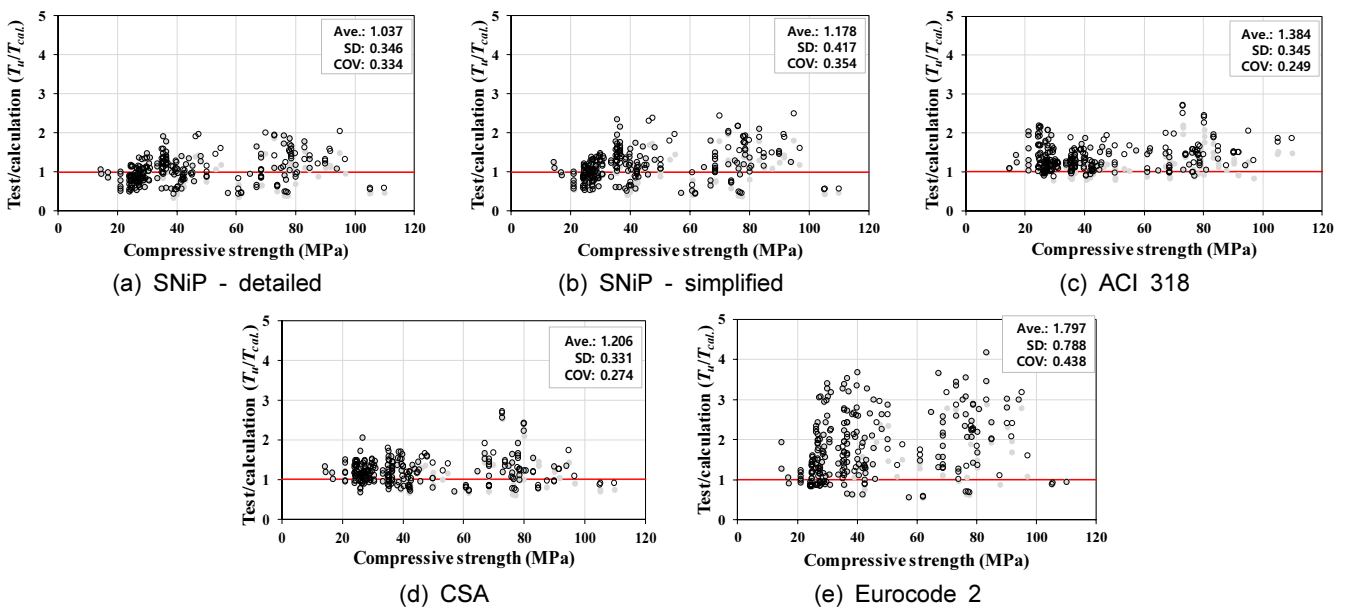 Test/calculation (Tu/Tcal.)
5
4
3
2
1
0
Ave.: 1.037
SD: 0.346
COV: 0.334
0 20 40 60 80 100 120
Compressive strength (MPa)
(a) SNiP - detailed
Test/calculation (Tu/Tcal.)
5
4
3
2
1
0
Ave.: 1.178
SD: 0.417
COV: 0.354
0 20 40 60 80 100 120
Compressive strength (MPa)
(b) SNiP - simplified
Test/calculation (Tu/Tcal.)
5
4
3
2
1
0
Ave.: 1.384
SD: 0.345
COV: 0.249
0 20 40 60 80 100 120
Compressive strength (MPa)
(c) ACI 318
Test/calculation (Tu/Tcal.)
5
4
3
2
1
0
Ave.: 1.206
SD: 0.331
COV: 0.274
0 20 40 60 80 100 120
Compressive strength (MPa)
(d) CSA
Test/calculation (Tu/Tcal.)
5
4
3
2
1
0
Ave.: 1.797
SD: 0.788
COV: 0.438
0 20 40 60 80 100 120
Compressive strength (MPa)
(e) Eurocode 2